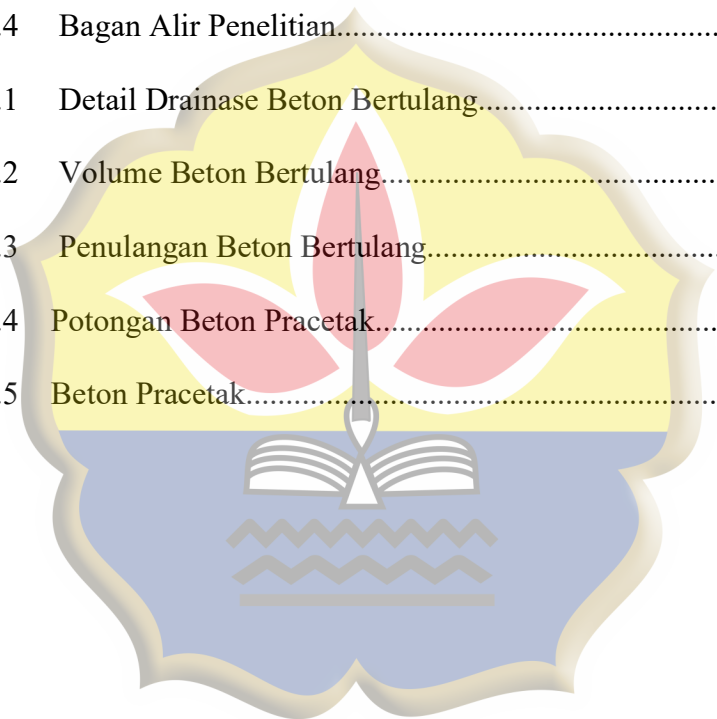 .4 Bagan Alir Penelitian..........................................
.1 Detail Drainase Beton Bertulang..........................
.2 Volume Beton Bertulang......................................
.3 Penulangan Beton Bertulang................................
.4 Potongan Beton Pracetak......................................
.5 Beton Pracetak......................................................